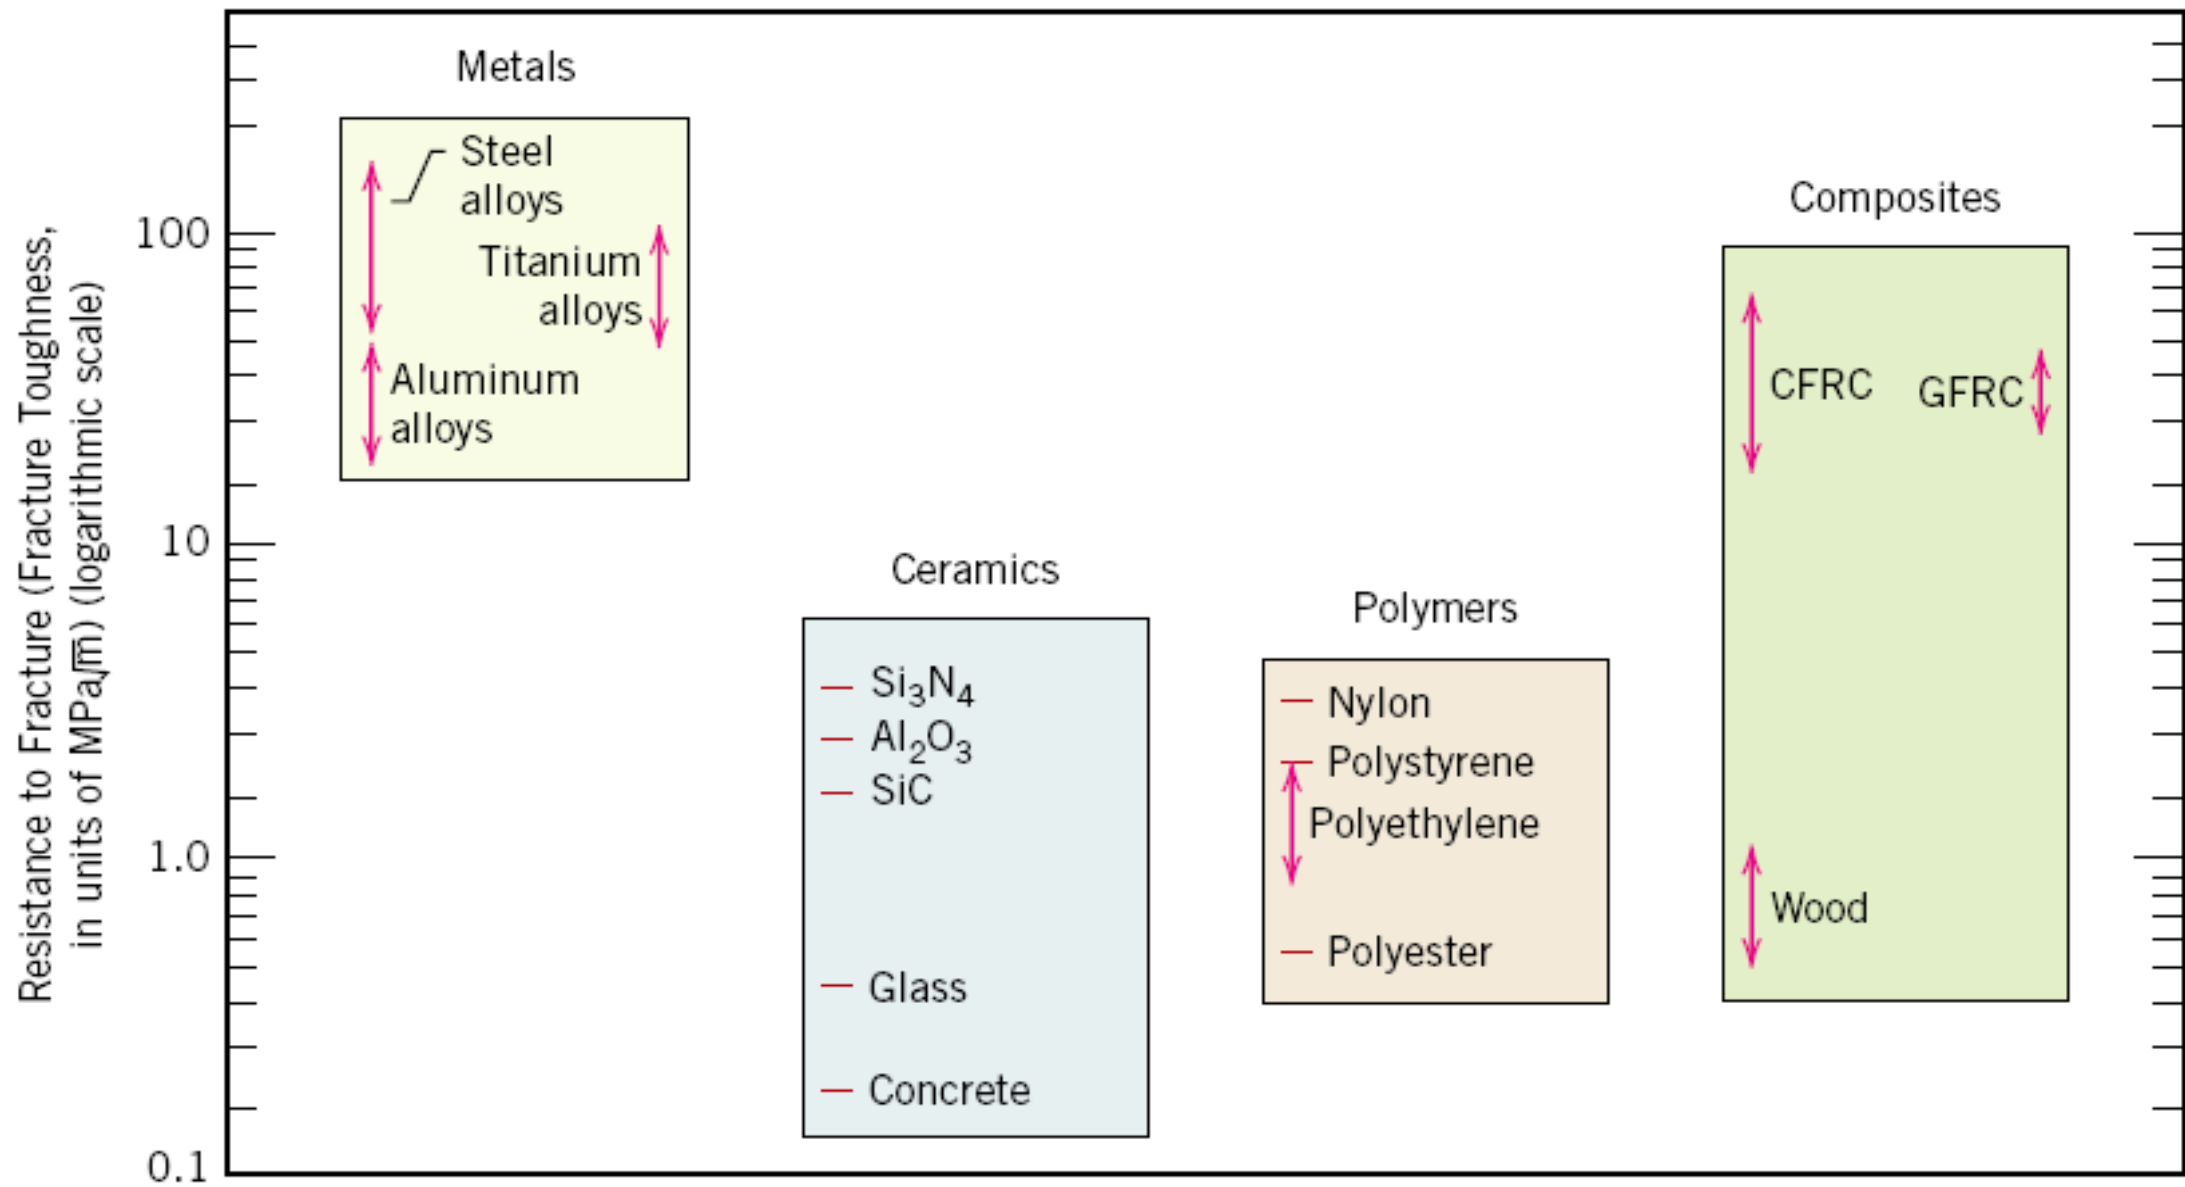 Resistance to Fracture (Fracture Toughness,
in units of MPa√m) (logarithmic scale)
100
10
1.0
0.1
Metals
Steel
alloys
Titanium
alloys
Aluminum
alloys
Ceramics
Si₃N₄
Al₂O₃
SiC
Glass
Concrete
Polymers
Nylon
Polystyrene
Polyethylene
Polyester
Composites
CFRC
GFRC
Wood